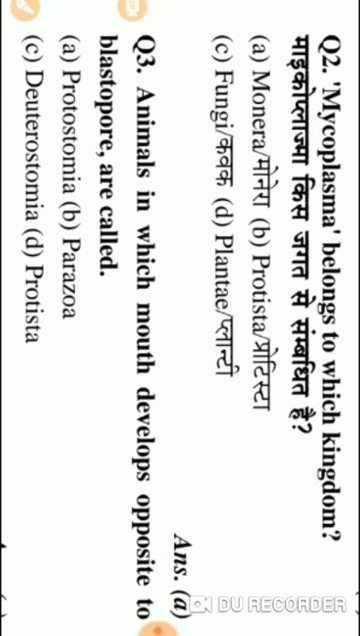 Q2. 'Mycoplasma' belongs to which kingdom?
माइकोप्लाज्मा किस जगत से संम्बधित है?
(a) Monera/मोनेरा (b) Protista/प्रोटिस्टा
(c) Fungi/कवक (d) Plantae/प्लान्टी
Ans. (a)
Q3. Animals in which mouth develops opposite to
blastopore, are called.
(a) Protostomia (b) Parazoa
(c) Deuterostomia (d) Protista
DU RECORDER